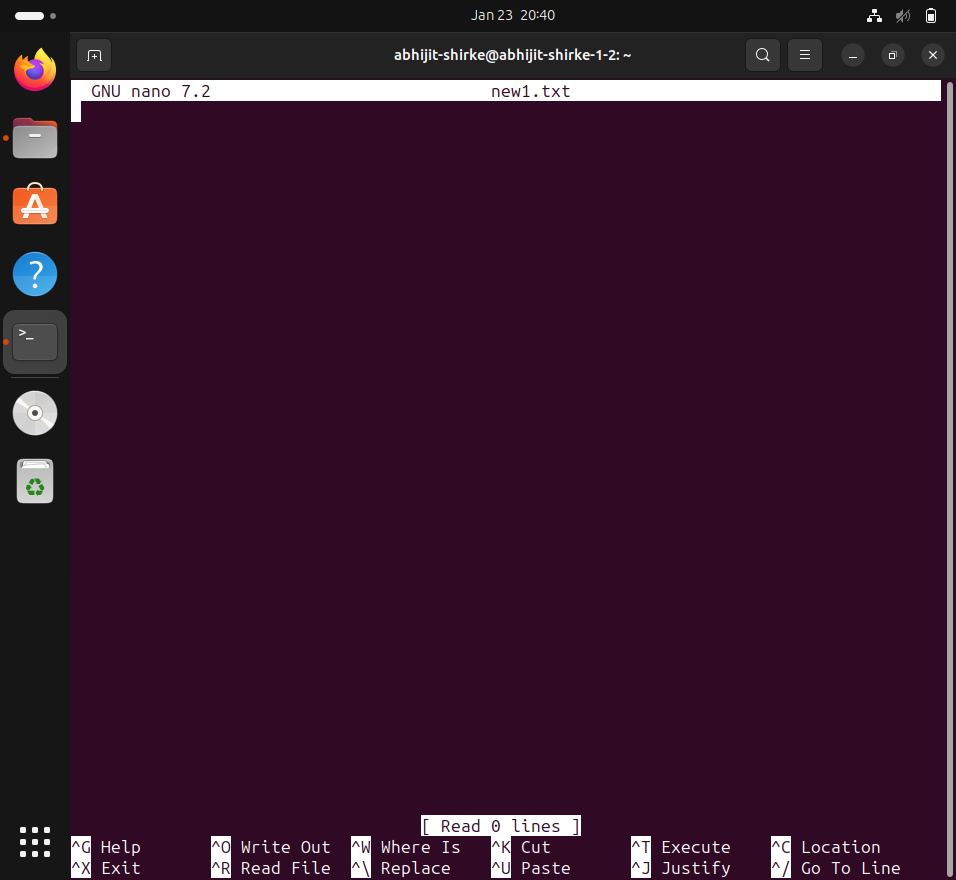 Jan 23 20:40
abhijit-shirke@abhijit-shirke-1-2: ~
GNU nano 7.2 new1.txt
?
>_
[ Read 0 lines ]
^G Help ^O Write Out ^W Where Is ^K Cut ^T Execute ^C Location
^X Exit ^R Read File ^\ Replace ^U Paste ^J Justify ^/ Go To Line